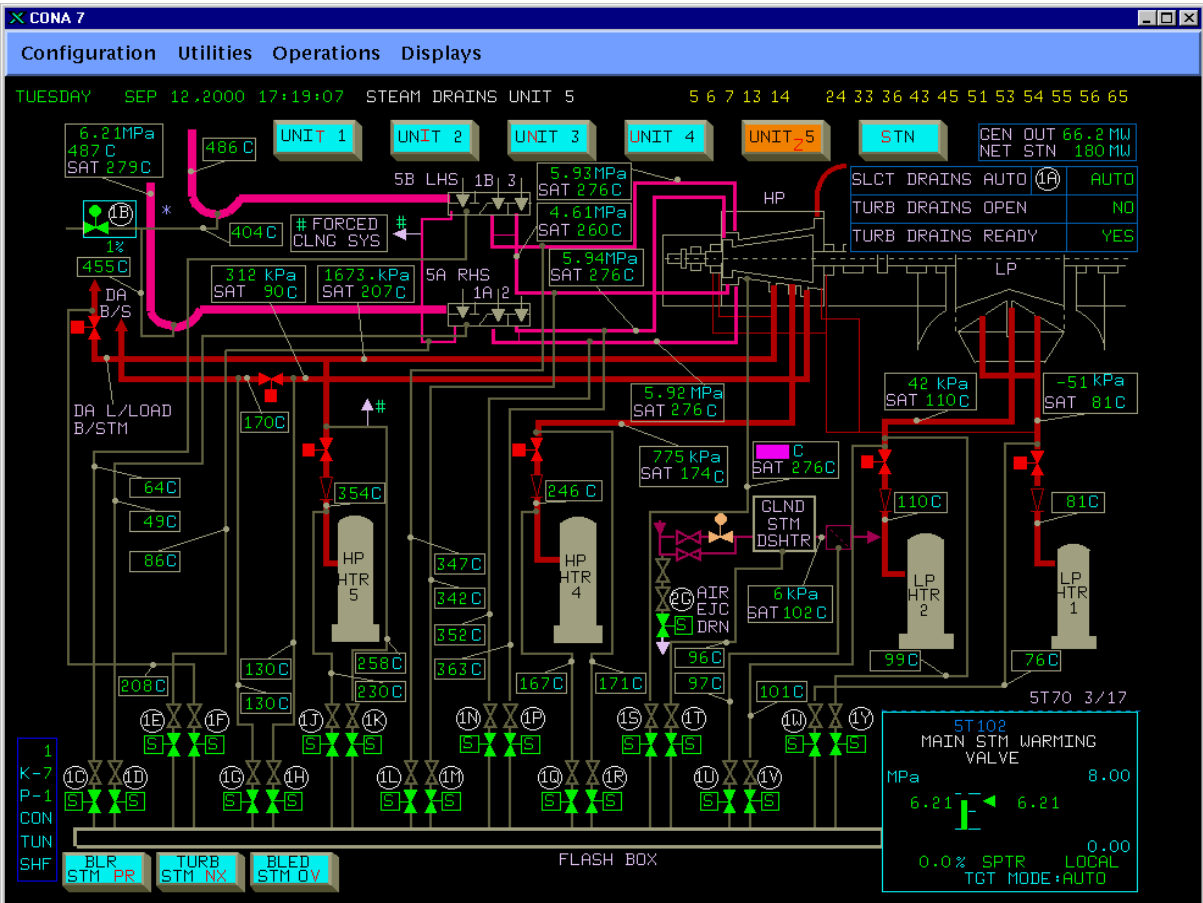 CONA 7
Configuration Utilities Operations Displays
TUESDAY SEP 12,2000 17:19:07 STEAM DRAINS UNIT 5 5 6 7 13 14 24 33 36 43 45 51 53 54 55 56 65
UNIT 1 UNIT 2 UNIT 3 UNIT 4 UNITZ5 STN
GEN OUT 66.2 MW
NET STN 180 MW
6.21MPa
487 C
SAT 279C
486 C
5B LHS 1B 3
5.93MPa
SAT 276C
HP
SLCT DRAINS AUTO 1A AUTO
TURB DRAINS OPEN NO
TURB DRAINS READY YES
1B
*
1%
404C
# FORCED
CLNG SYS
#
4.61MPa
SAT 260C
455C
DA
B/S
312 kPa
SAT 90C
1673.kPa
SAT 207C
5A RHS
1A 2
5.94MPa
SAT 276C
LP
DA L/LOAD
B/STM
170C
#
5.92 MPa
SAT 276C
42 kPa
SAT 110C
-51 kPa
SAT 81C
775 kPa
SAT 174C
C
SAT 276C
64C
49C
86C
354C
246 C
110C
81C
GLND
STM
DSHTR
HP
HTR
5
HP
HTR
4
LP
HTR
2
LP
HTR
1
347C
342C
352C
363C
6 kPa
SAT 102C
2G AIR
EJC
S DRN
208C
130C
130C
258C
230C
167C
171C
96C
97C
101C
99C
76C
5T70 3/17
1E 1F 1J 1K 1N 1P 1S 1T 1W 1Y
S S S S S S S S S S
1C 1D 1G 1H 1L 1M 1Q 1R 1U 1V
S S S S S S S S S S
1
K-7
P-1
CON
TUN
SHF
5T102
MAIN STM WARMING
VALVE
MPa 8.00
6.21 6.21
0.00
0.0% SPTR LOCAL
TGT MODE:AUTO
FLASH BOX
BLR
STM PR
TURB
STM NX
BLED
STM OV